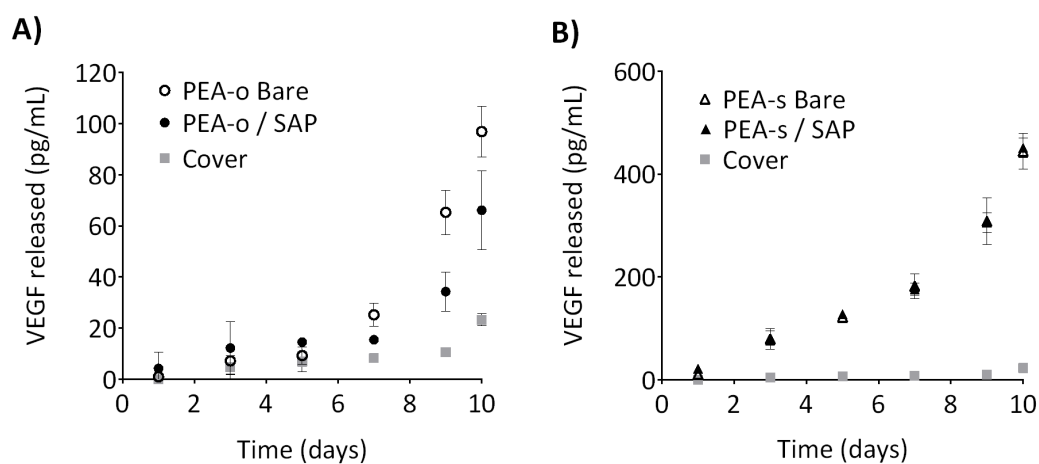 A)
120
100
80
60
40
20
0
VEGF released (pg/mL)
PEA-o Bare
PEA-o / SAP
Cover
0 2 4 6 8 10
Time (days)
B)
600
400
200
0
VEGF released (pg/mL)
PEA-s Bare
PEA-s / SAP
Cover
0 2 4 6 8 10
Time (days)